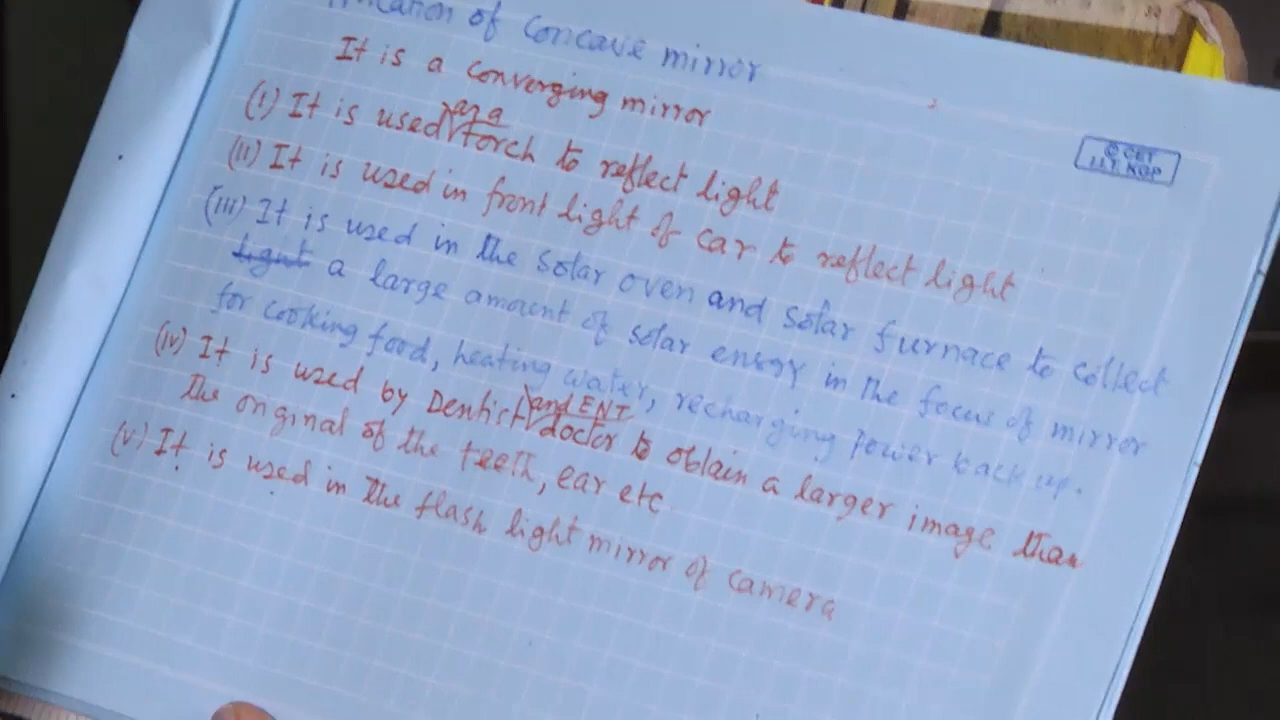 of Concave mirror
It is a converging mirror
(i) It is used as a torch to reflect light
(ii) It is used in front light of car to reflect light
(iii) It is used in the solar oven and solar furnace to collect
light a large amount of solar energy in the focus of mirror
for cooking food, heating water, recharging power back up.
(iv) It is used by Dentist and ENT doctor to obtain a larger image than
the original of the teeth, ear etc.
(v) It is used in the flash light mirror of camera
© CET
I.I.T. KGP